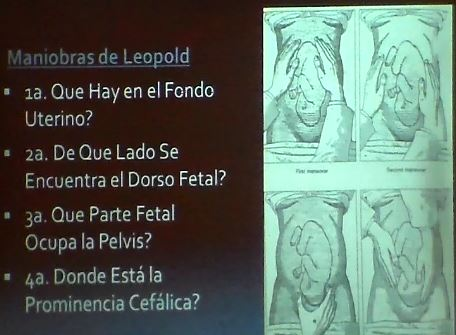 Maniobras de Leopold
1a. Que Hay en el Fondo
Uterino?
2a. De Que Lado Se
Encuentra el Dorso Fetal?
3a. Que Parte Fetal
Ocupa la Pelvis?
4a. Donde Está la
Prominencia Cefálica?
First maneuver
Second maneuver